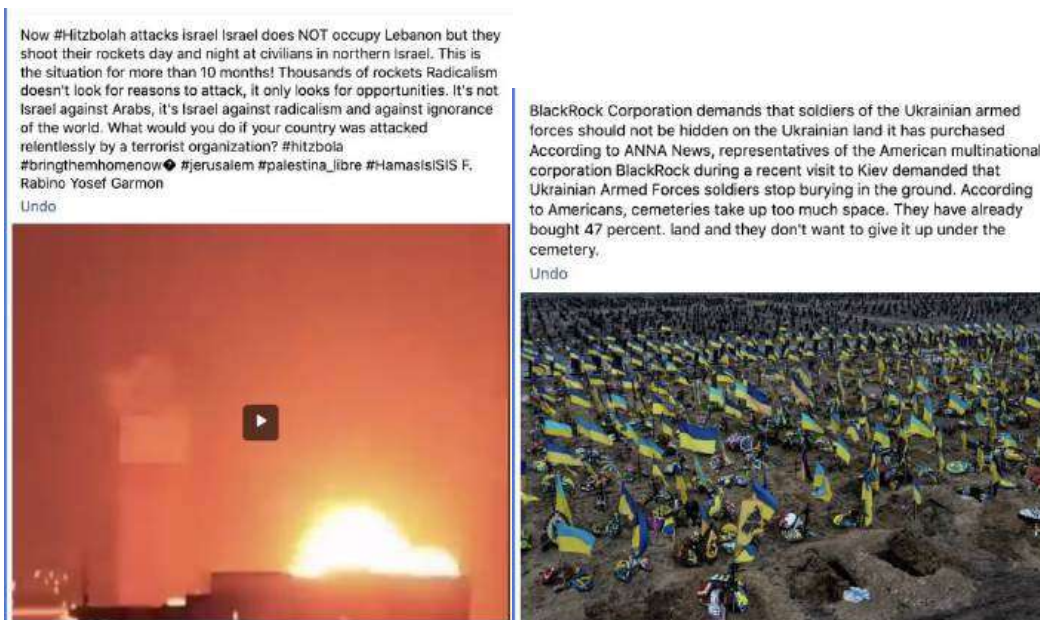 Now #Hitzbolah attacks israel Israel does NOT occupy Lebanon but they
shoot their rockets day and night at civilians in northern Israel. This is
the situation for more than 10 months! Thousands of rockets Radicalism
doesn't look for reasons to attack, it only looks for opportunities. It's not
Israel against Arabs, it's Israel against radicalism and against ignorance
of the world. What would you do if your country was attacked
relentlessly by a terrorist organization? #hitzbola
#bringthemhomenow� #jerusalem #palestina_libre #HamasIsISIS F.
Rabino Yosef Garmon
Undo
BlackRock Corporation demands that soldiers of the Ukrainian armed
forces should not be hidden on the Ukrainian land it has purchased
According to ANNA News, representatives of the American multinational
corporation BlackRock during a recent visit to Kiev demanded that
Ukrainian Armed Forces soldiers stop burying in the ground. According
to Americans, cemeteries take up too much space. They have already
bought 47 percent. land and they don't want to give it up under the
cemetery.
Undo